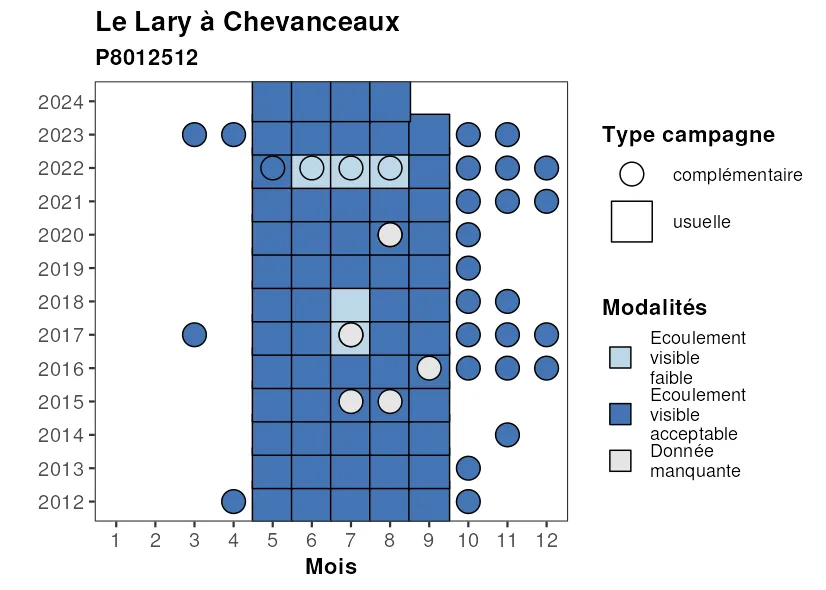 Le Lary à Chevanceaux
P8012512
2024
2023
2022
2021
2020
2019
2018
2017
2016
2015
2014
2013
2012
1 2 3 4 5 6 7 8 9 10 11 12
Mois
Type campagne
complémentaire
usuelle
Modalités
Ecoulement
visible
faible
Ecoulement
visible
acceptable
Donnée
manquante